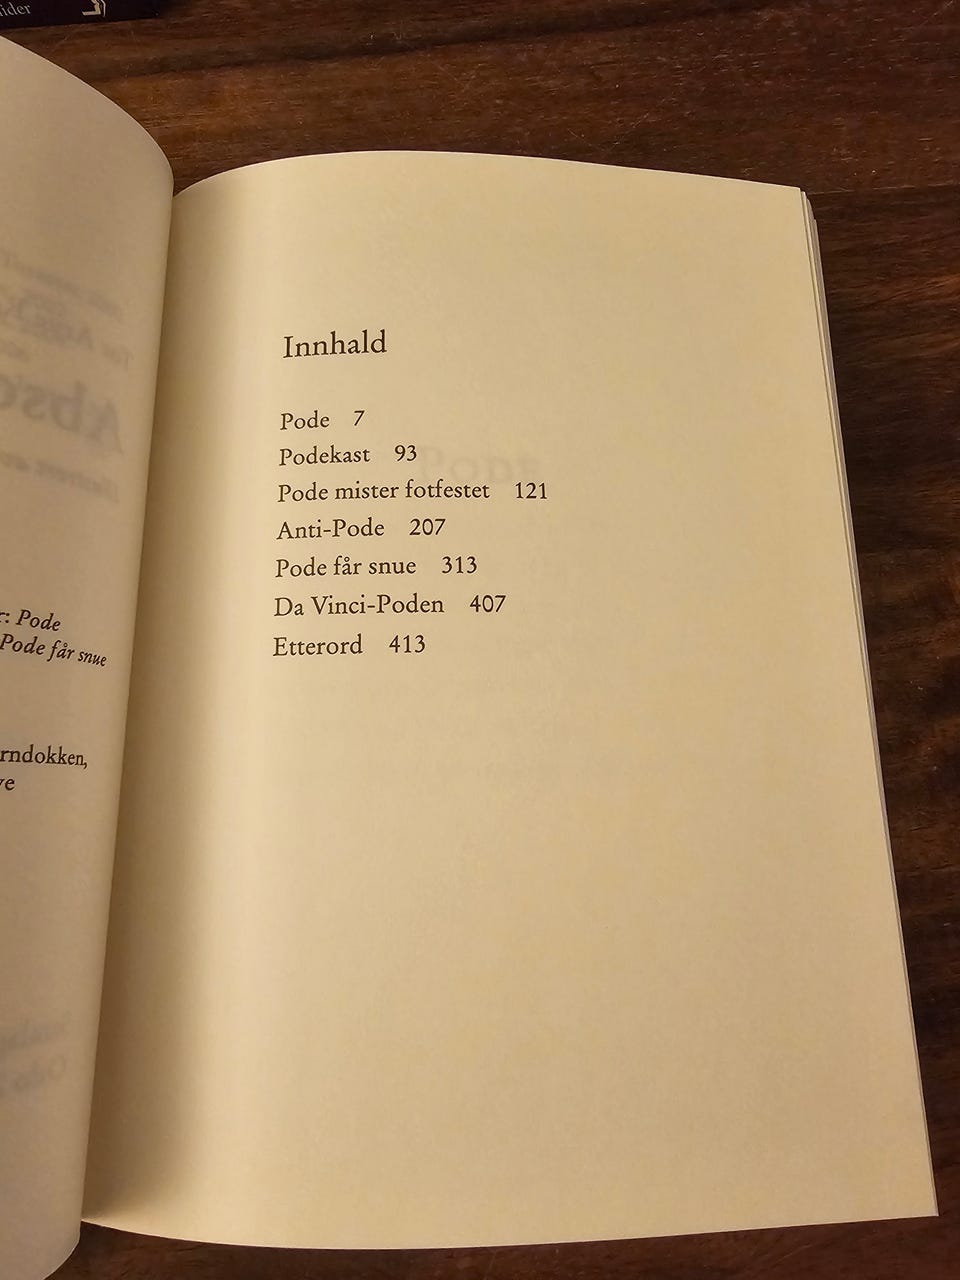 r: Pode
Pode får snue
rndokken,
ve
Innhald
Pode 7
Podekast 93
Pode mister fotfestet 121
Anti-Pode 207
Pode får snue 313
Da Vinci-Poden 407
Etterord 413